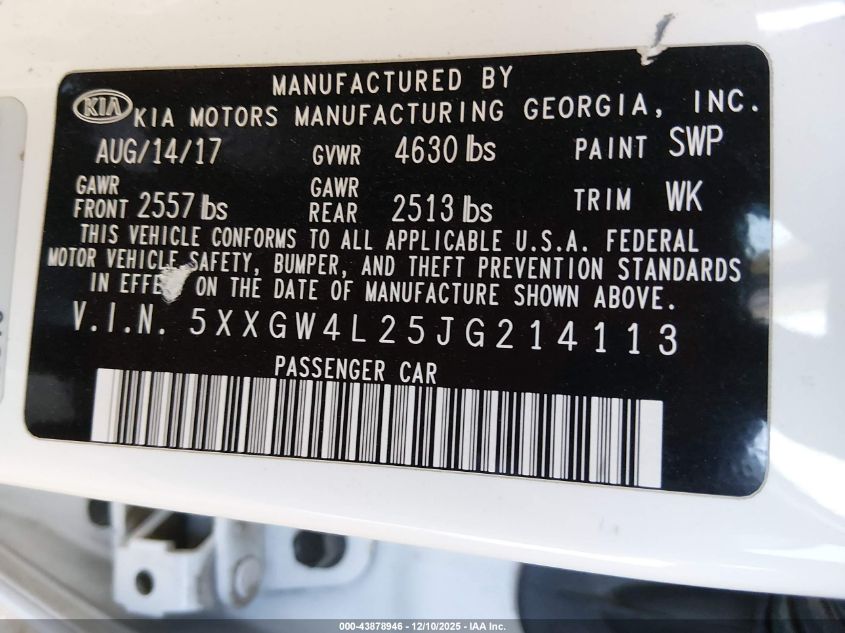 MANUFACTURED BY
KIA KIA MOTORS MANUFACTURING GEORGIA, INC.
AUG/14/17 GVWR 4630 lbs PAINT SWP
GAWR FRONT 2557 lbs GAWR REAR 2513 lbs TRIM WK
THIS VEHICLE CONFORMS TO ALL APPLICABLE U.S.A. FEDERAL
MOTOR VEHICLE SAFETY, BUMPER, AND THEFT PREVENTION STANDARDS
IN EFFE ON THE DATE OF MANUFACTURE SHOWN ABOVE.
V.I.N. 5XXGW4L25JG214113
PASSENGER CAR
000-43878946 - 12/10/2025 - IAA Inc.